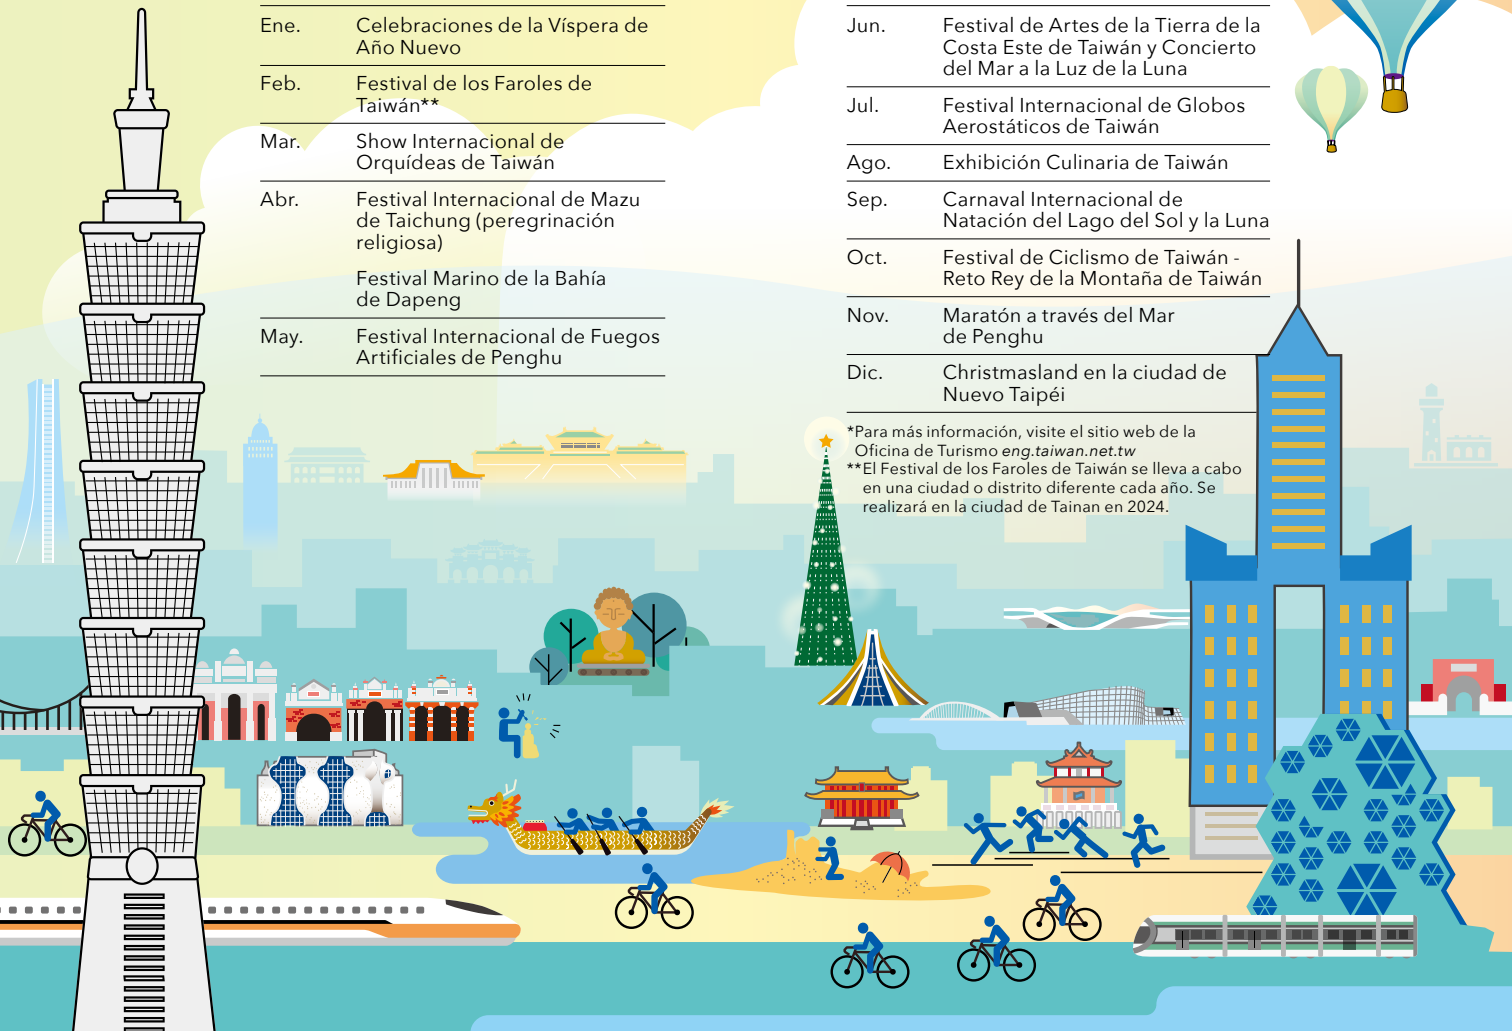 Ene. Celebraciones de la Víspera de
Año Nuevo
Feb. Festival de los Faroles de
Taiwán**
Mar. Show Internacional de
Orquídeas de Taiwán
Abr. Festival Internacional de Mazu
de Taichung (peregrinación
religiosa)
Festival Marino de la Bahía
de Dapeng
May. Festival Internacional de Fuegos
Artificiales de Penghu
Jun. Festival de Artes de la Tierra de la
Costa Este de Taiwán y Concierto
del Mar a la Luz de la Luna
Jul. Festival Internacional de Globos
Aerostáticos de Taiwán
Ago. Exhibición Culinaria de Taiwán
Sep. Carnaval Internacional de
Natación del Lago del Sol y la Luna
Oct. Festival de Ciclismo de Taiwán -
Reto Rey de la Montaña de Taiwán
Nov. Maratón a través del Mar
de Penghu
Dic. Christmasland en la ciudad de
Nuevo Taipéi
*Para más información, visite el sitio web de la
Oficina de Turismo eng.taiwan.net.tw
**El Festival de los Faroles de Taiwán se lleva a cabo
en una ciudad o distrito diferente cada año. Se
realizará en la ciudad de Tainan en 2024.